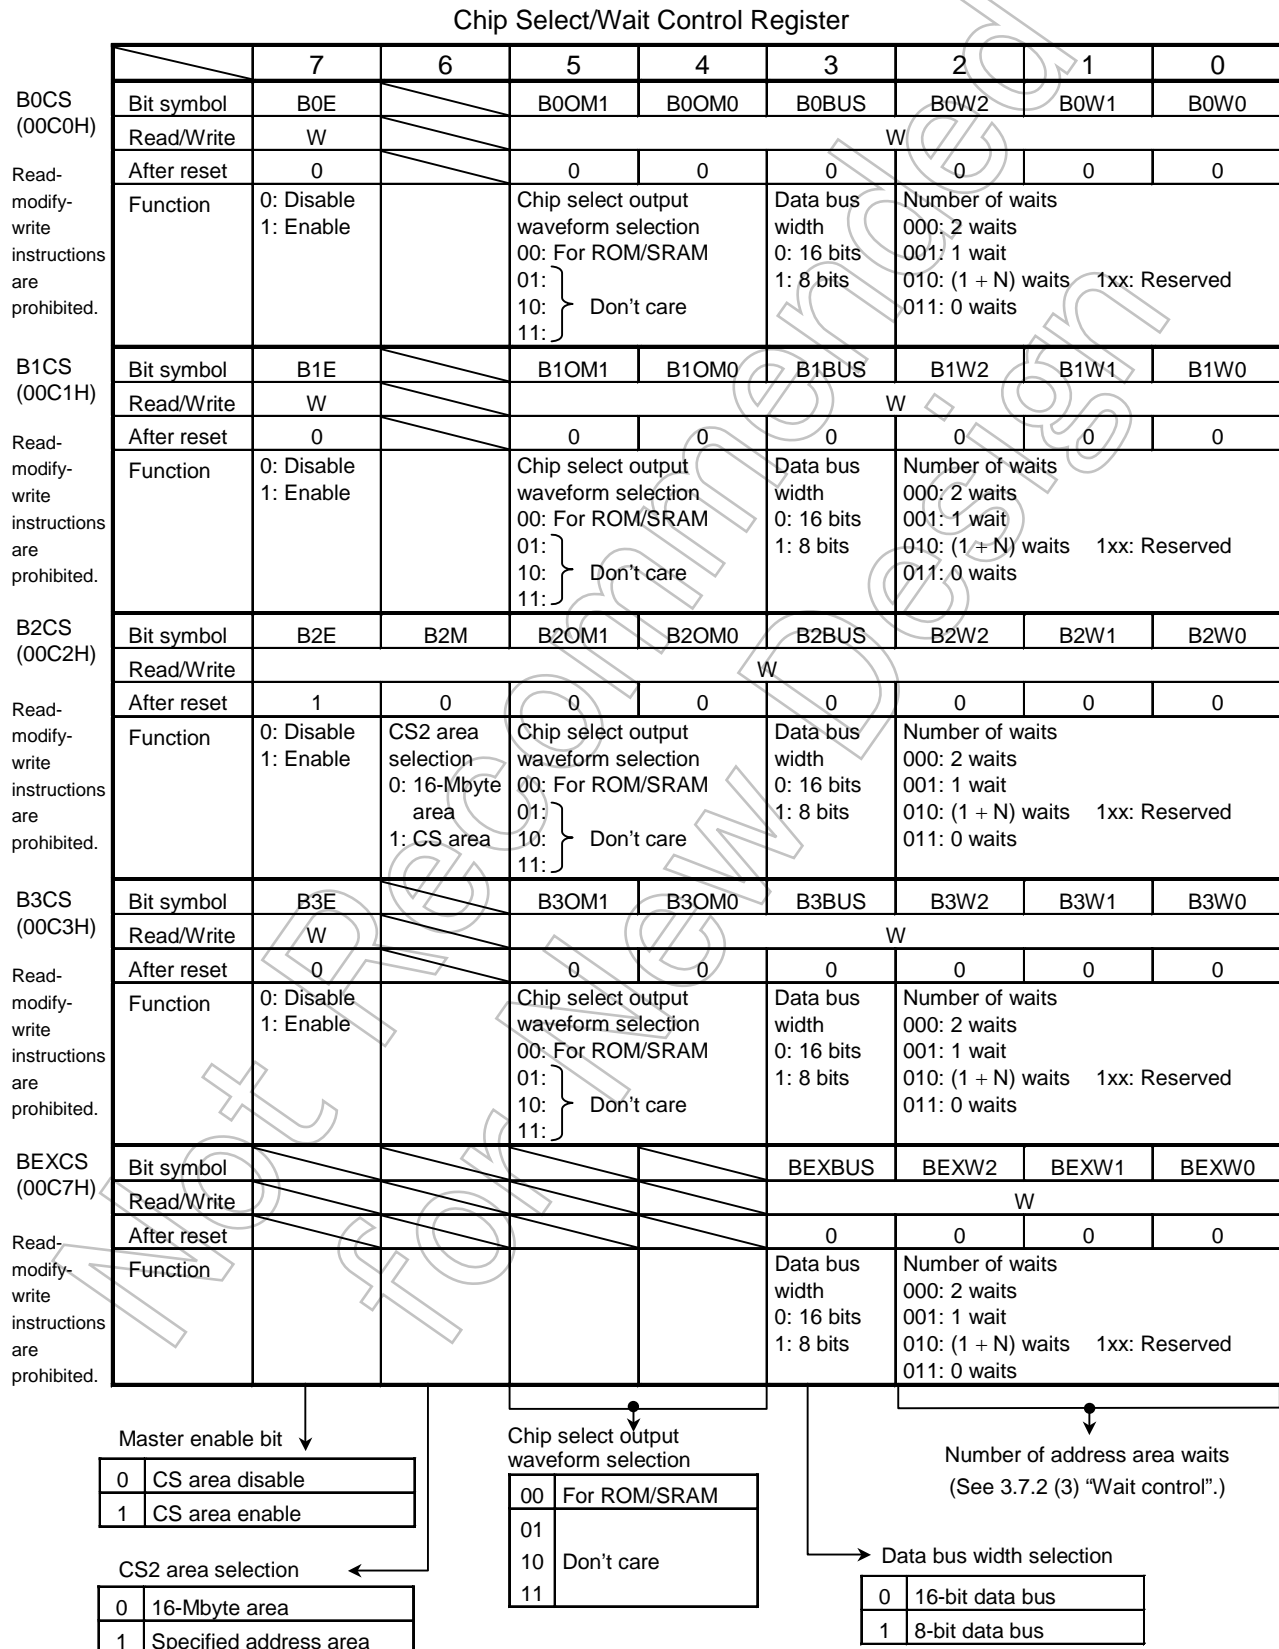 Chip Select/Wait Control Register
7 6 5 4 3 2 1 0
B0CS
(00C0H)
Read-
modify-
write
instructions
are
prohibited.
Bit symbol B0E B0OM1 B0OM0 B0BUS B0W2 B0W1 B0W0
Read/Write W W
After reset 0 0 0 0 0 0 0
Function 0: Disable Chip select output Data bus Number of waits
1: Enable waveform selection width 000: 2 waits
00: For ROM/SRAM 0: 16 bits 001: 1 wait
01: 1: 8 bits 010: (1 + N) waits 1xx: Reserved
10: Don't care 011: 0 waits
11:
B1CS
(00C1H)
Read-
modify-
write
instructions
are
prohibited.
Bit symbol B1E B1OM1 B1OM0 B1BUS B1W2 B1W1 B1W0
Read/Write W W
After reset 0 0 0 0 0 0 0
Function 0: Disable Chip select output Data bus Number of waits
1: Enable waveform selection width 000: 2 waits
00: For ROM/SRAM 0: 16 bits 001: 1 wait
01: 1: 8 bits 010: (1 + N) waits 1xx: Reserved
10: Don't care 011: 0 waits
11:
B2CS
(00C2H)
Read-
modify-
write
instructions
are
prohibited.
Bit symbol B2E B2M B2OM1 B2OM0 B2BUS B2W2 B2W1 B2W0
Read/Write W
After reset 1 0 0 0 0 0 0 0
Function 0: Disable CS2 area Chip select output Data bus Number of waits
1: Enable selection waveform selection width 000: 2 waits
0: 16-Mbyte 00: For ROM/SRAM 0: 16 bits 001: 1 wait
area 01: 1: 8 bits 010: (1 + N) waits 1xx: Reserved
1: CS area 10: Don't care 011: 0 waits
11:
B3CS
(00C3H)
Read-
modify-
write
instructions
are
prohibited.
Bit symbol B3E B3OM1 B3OM0 B3BUS B3W2 B3W1 B3W0
Read/Write W W
After reset 0 0 0 0 0 0 0
Function 0: Disable Chip select output Data bus Number of waits
1: Enable waveform selection width 000: 2 waits
00: For ROM/SRAM 0: 16 bits 001: 1 wait
01: 1: 8 bits 010: (1 + N) waits 1xx: Reserved
10: Don't care 011: 0 waits
11:
BEXCS
(00C7H)
Read-
modify-
write
instructions
are
prohibited.
Bit symbol BEXBUS BEXW2 BEXW1 BEXW0
Read/Write W
After reset 0 0 0 0
Function Data bus Number of waits
width 000: 2 waits
0: 16 bits 001: 1 wait
1: 8 bits 010: (1 + N) waits 1xx: Reserved
011: 0 waits
Master enable bit
0 CS area disable
1 CS area enable
CS2 area selection
0 16-Mbyte area
1 Specified address area
Chip select output
waveform selection
00 For ROM/SRAM
01
10 Don't care
11
Number of address area waits
(See 3.7.2 (3) “Wait control”.)
Data bus width selection
0 16-bit data bus
1 8-bit data bus
Not Recommended
for New Design